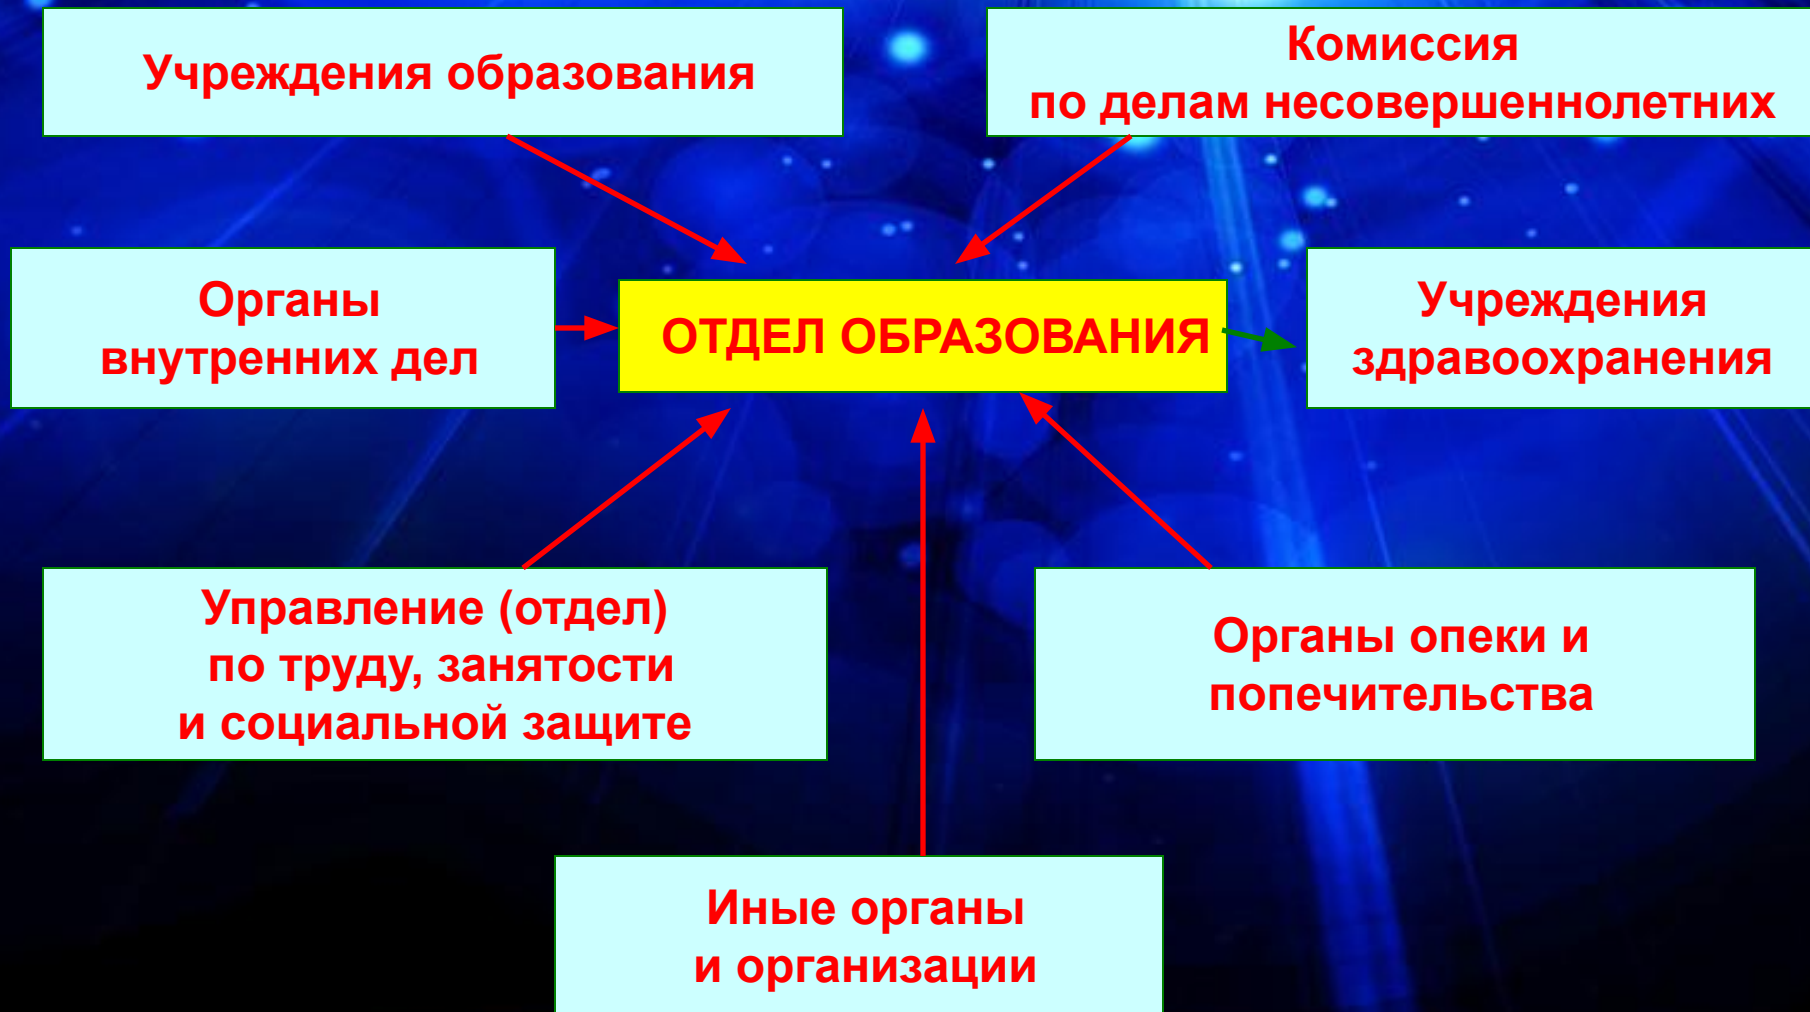 Учреждения образования
Комиссия
по делам несовершеннолетних
Органы
внутренних дел
ОТДЕЛ ОБРАЗОВАНИЯ
Учреждения
здравоохранения
Управление (отдел)
по труду, занятости
и социальной защите
Органы опеки и
попечительства
Иные органы
и организации